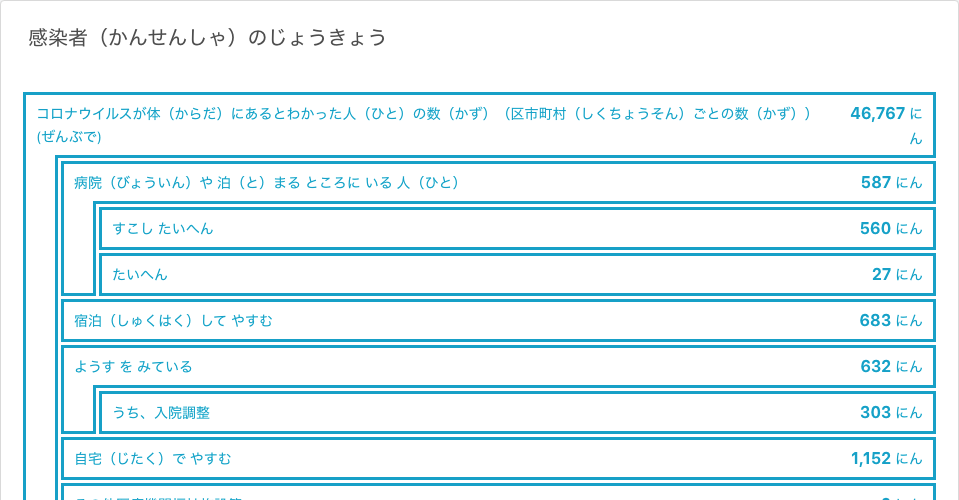 感染者（かんせんしゃ）のじょうきょう
コロナウイルスが体（からだ）にあるとわかった人（ひと）の数（かず）（区市町村（しくちょうそん）ごとの数（かず）） 46,767 に
(ぜんぶで) ん
病院（びょういん）や 泊（と）まる ところに いる 人（ひと） 587 にん
すこし たいへん 560 にん
たいへん 27 にん
宿泊（しゅくはく）して やすむ 683 にん
ようす を みている 632 にん
うち、入院調整 303 にん
自宅（じたく）で やすむ 1,152 にん